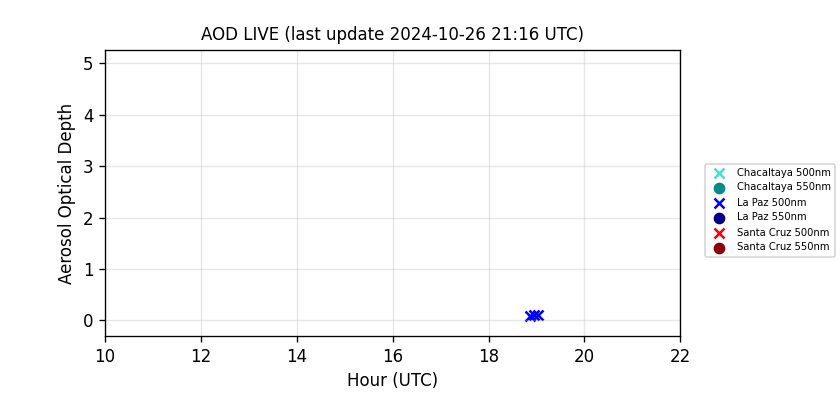 AOD LIVE (last update 2024-10-26 21:16 UTC)
5
4
3
2
1
0
Aerosol Optical Depth
10 12 14 16 18 20 22
Hour (UTC)
Chacaltaya 500nm
Chacaltaya 550nm
La Paz 500nm
La Paz 550nm
Santa Cruz 500nm
Santa Cruz 550nm